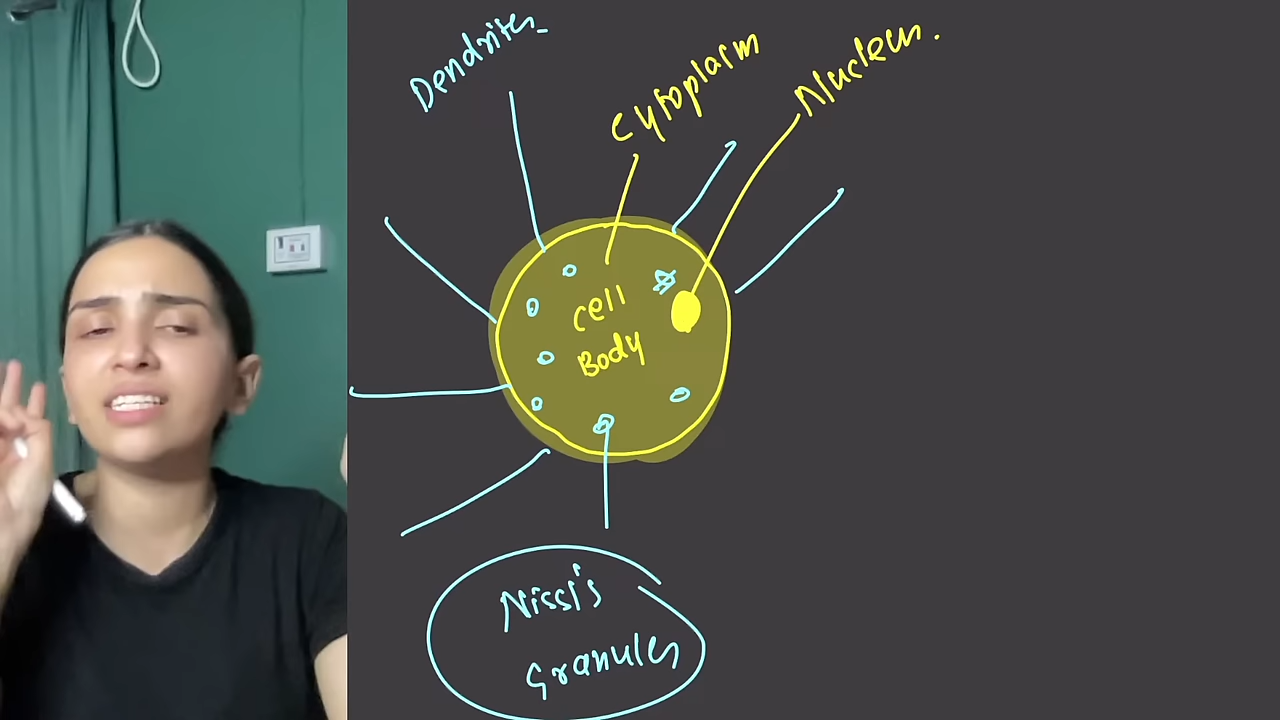 Dendrites
Cytoplasm
Nucleus.
Cell
Body
Nissl's
Granules